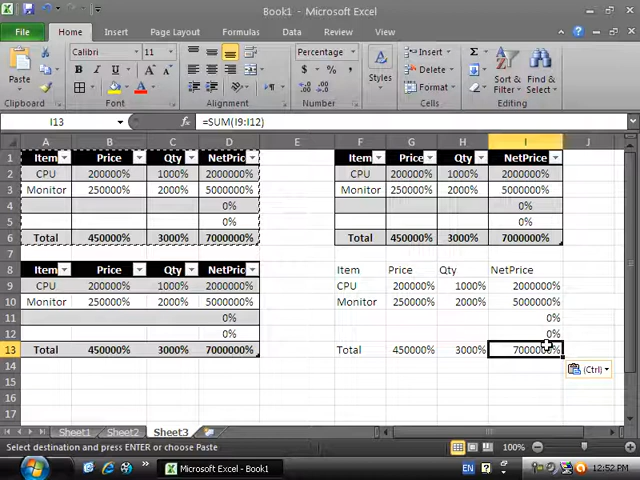 Book1 - Microsoft Excel
File Home Insert Page Layout Formulas Data Review View
Calibri 11 Percentage Insert Σ
Paste B I U A A $ % , Styles Delete Sort & Filter Find & Select
Format
Clipboard Font Alignment Number Cells Editing
I13 fx =SUM(I9:I12)
A B C D E F G H I J
1 Item Price Qty NetPric Item Price Qty NetPrice
2 CPU 200000% 1000% 2000000% CPU 200000% 1000% 2000000%
3 Monitor 250000% 2000% 5000000% Monitor 250000% 2000% 5000000%
4 0% 0%
5 0% 0%
6 Total 450000% 3000% 7000000% Total 450000% 3000% 7000000%
7
8 Item Price Qty NetPric Item Price Qty NetPrice
9 CPU 200000% 1000% 2000000% CPU 200000% 1000% 2000000%
10 Monitor 250000% 2000% 5000000% Monitor 250000% 2000% 5000000%
11 0% 0%
12 0% 0%
13 Total 450000% 3000% 7000000% Total 450000% 3000% 7000000%
14 (Ctrl)
15
16
17
Sheet1 Sheet2 Sheet3
Select destination and press ENTER or choose Paste 100%
Microsoft Excel - Book1 EN 12:52 PM